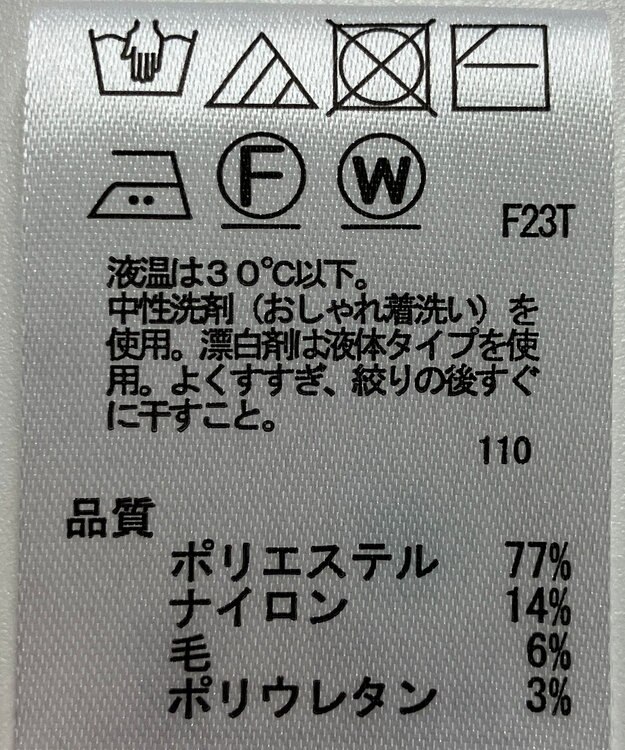 F
W
F23T
液温は30℃以下。
中性洗剤（おしゃれ着洗い）を
使用。漂白剤は液体タイプを使
用。よくすすぎ、絞りの後すぐ
に干すこと。
110
品質
ポリエステル 77%
ナイロン 14%
毛 6%
ポリウレタン 3%